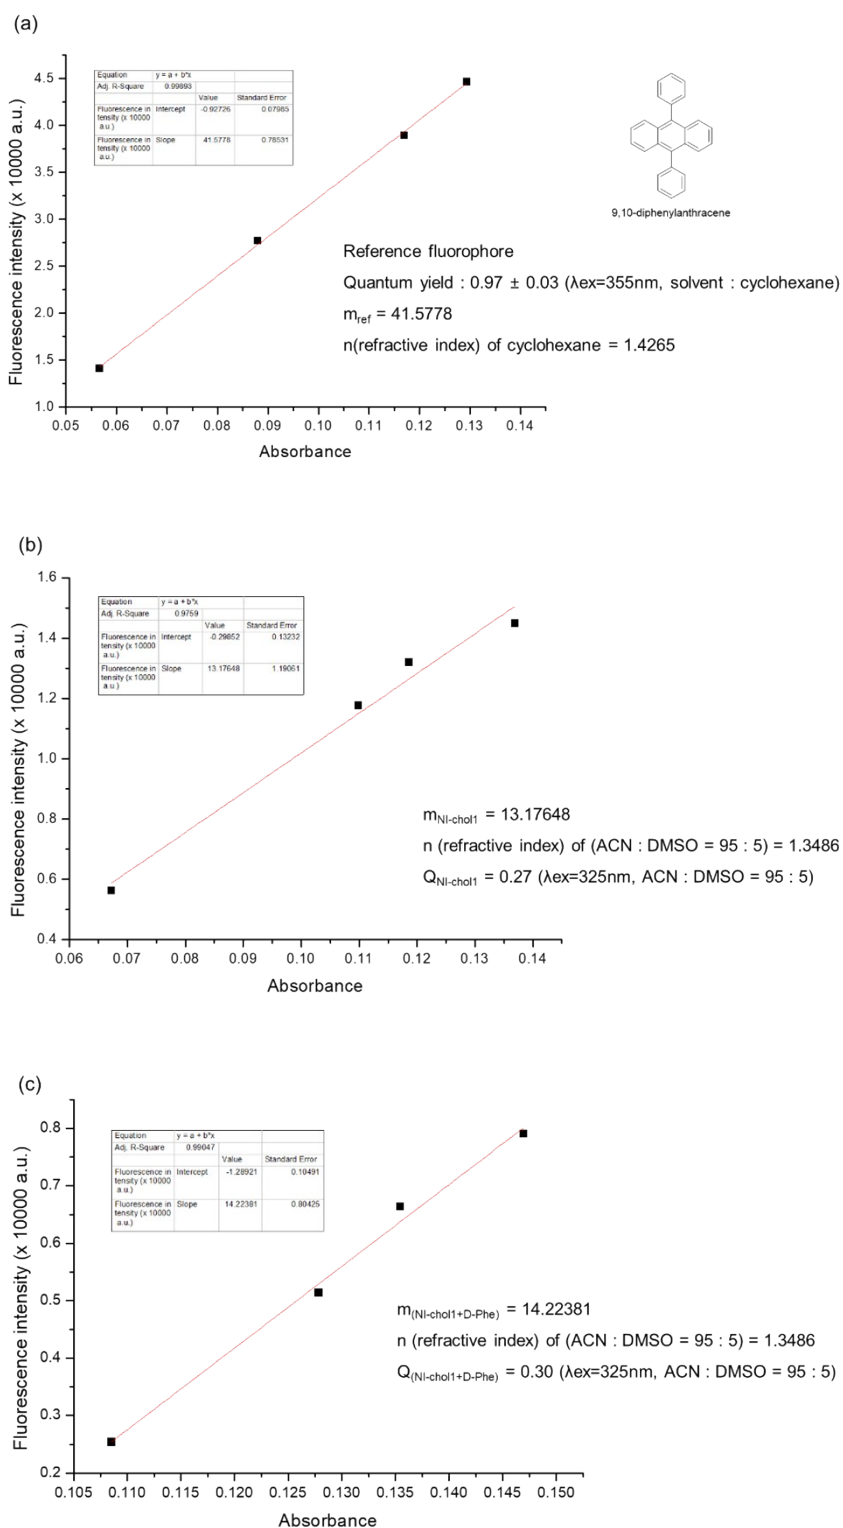 (a)
Fluorescence intensity (x 10000 a.u.)
4.5
4.0
3.5
3.0
2.5
2.0
1.5
1.0
Equation y = a + b*x
Adj. R-Square 0.99893
Value Standard Error
Fluorescence in Intercept -0.92726 0.07985
tensity (x 10000
a.u.)
Fluorescence in Slope 41.5778 0.78531
tensity (x 10000
a.u.)
9,10-diphenylanthracene
Reference fluorophore
Quantum yield : 0.97 ± 0.03 (λex=355nm, solvent : cyclohexane)
mref = 41.5778
n(refractive index) of cyclohexane = 1.4265
0.05 0.06 0.07 0.08 0.09 0.10 0.11 0.12 0.13 0.14
Absorbance
(b)
Fluorescence intensity (x 10000 a.u.)
1.6
1.4
1.2
1.0
0.8
0.6
0.4
Equation y = a + b*x
Adj. R-Square 0.9759
Value Standard Error
Fluorescence in Intercept -0.29852 0.13232
tensity (x 10000
a.u.)
Fluorescence in Slope 13.17648 1.19061
tensity (x 10000
a.u.)
mNI-chol1 = 13.17648
n (refractive index) of (ACN : DMSO = 95 : 5) = 1.3486
QNI-chol1 = 0.27 (λex=325nm, ACN : DMSO = 95 : 5)
0.06 0.07 0.08 0.09 0.10 0.11 0.12 0.13 0.14
Absorbance
(c)
Fluorescence intensity (x 10000 a.u.)
0.8
0.7
0.6
0.5
0.4
0.3
0.2
Equation y = a + b*x
Adj. R-Square 0.99047
Value Standard Error
Fluorescence in Intercept -1.28921 0.10491
tensity (x 10000
a.u.)
Fluorescence in Slope 14.22381 0.80425
tensity (x 10000
a.u.)
m(NI-chol1+D-Phe) = 14.22381
n (refractive index) of (ACN : DMSO = 95 : 5) = 1.3486
Q(NI-chol1+D-Phe) = 0.30 (λex=325nm, ACN : DMSO = 95 : 5)
0.105 0.110 0.115 0.120 0.125 0.130 0.135 0.140 0.145 0.150
Absorbance